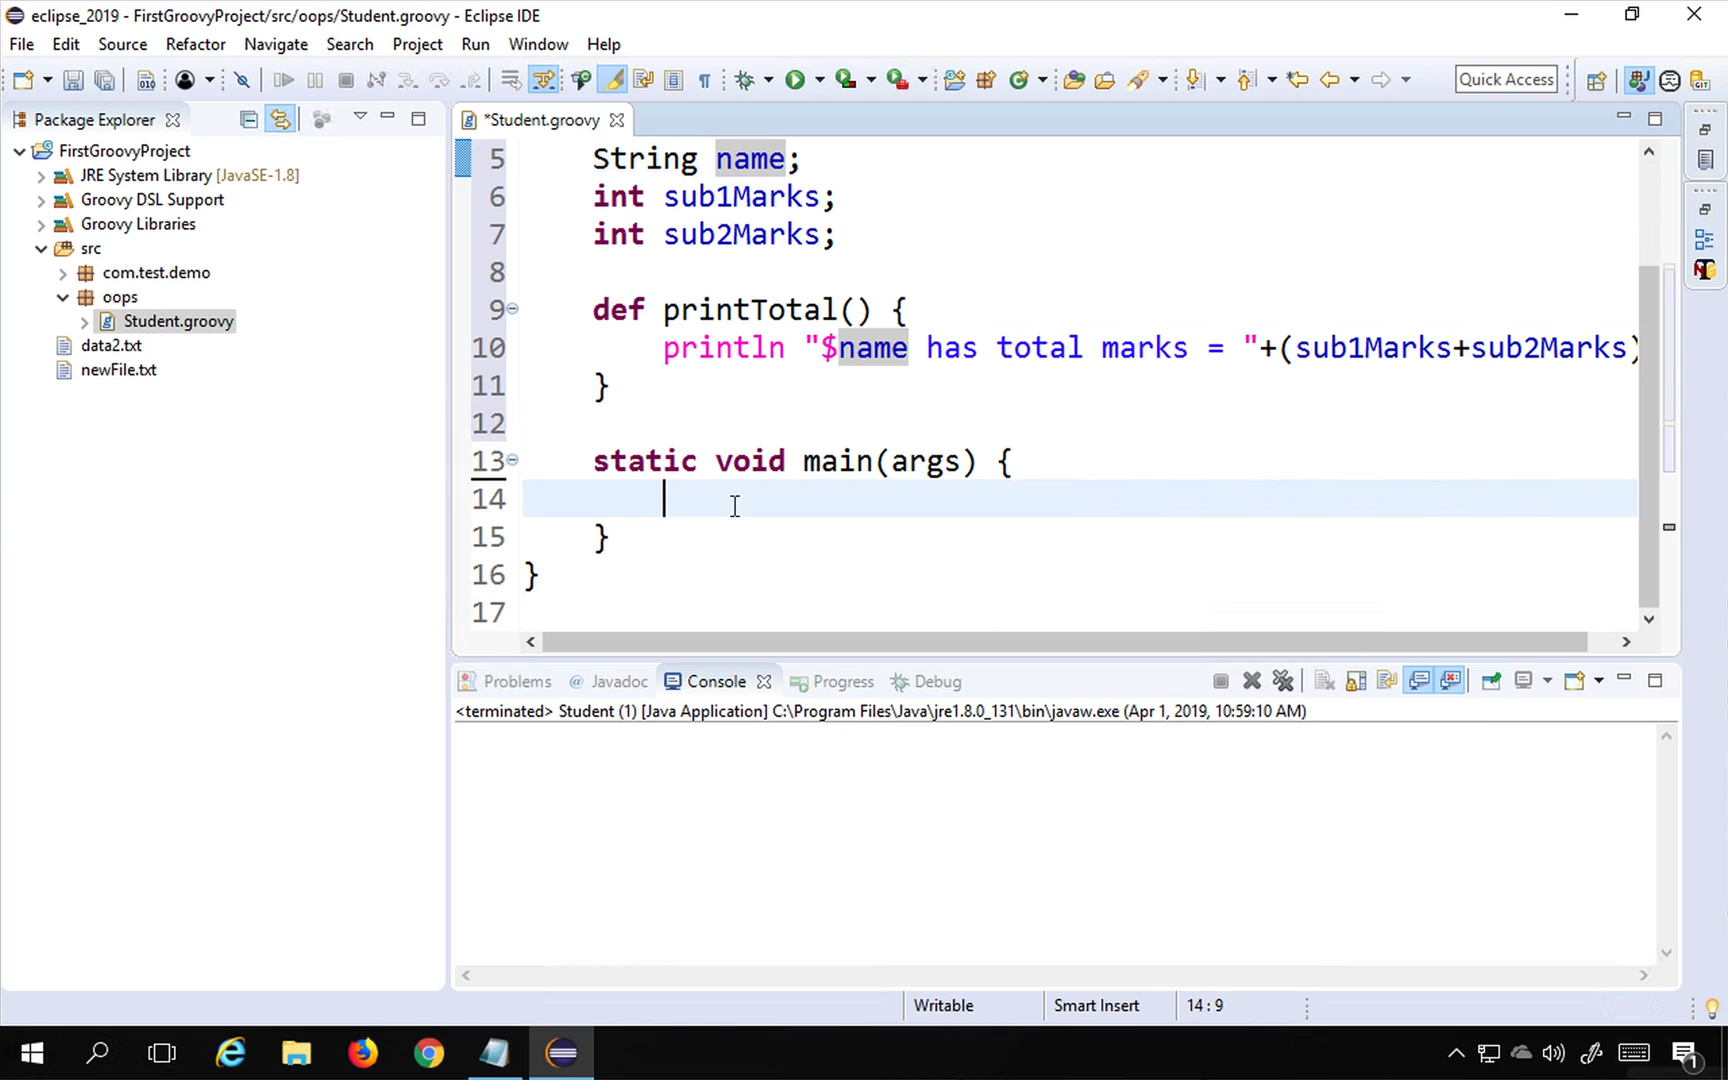 eclipse_2019 - FirstGroovyProject/src/oops/Student.groovy - Eclipse IDE
File Edit Source Refactor Navigate Search Project Run Window Help
Quick Access
Package Explorer
*Student.groovy
FirstGroovyProject
JRE System Library [JavaSE-1.8]
Groovy DSL Support
Groovy Libraries
src
com.test.demo
oops
Student.groovy
data2.txt
newFile.txt
5 String name;
6 int sub1Marks;
7 int sub2Marks;
8
9 def printTotal() {
10 println "$name has total marks = "+(sub1Marks+sub2Marks)
11 }
12
13 static void main(args) {
14
15 }
16 }
17
Problems @ Javadoc Console Progress Debug
<terminated> Student (1) [Java Application] C:\Program Files\Java\jre1.8.0_131\bin\javaw.exe (Apr 1, 2019, 10:59:10 AM)
Writable Smart Insert 14 : 9
1